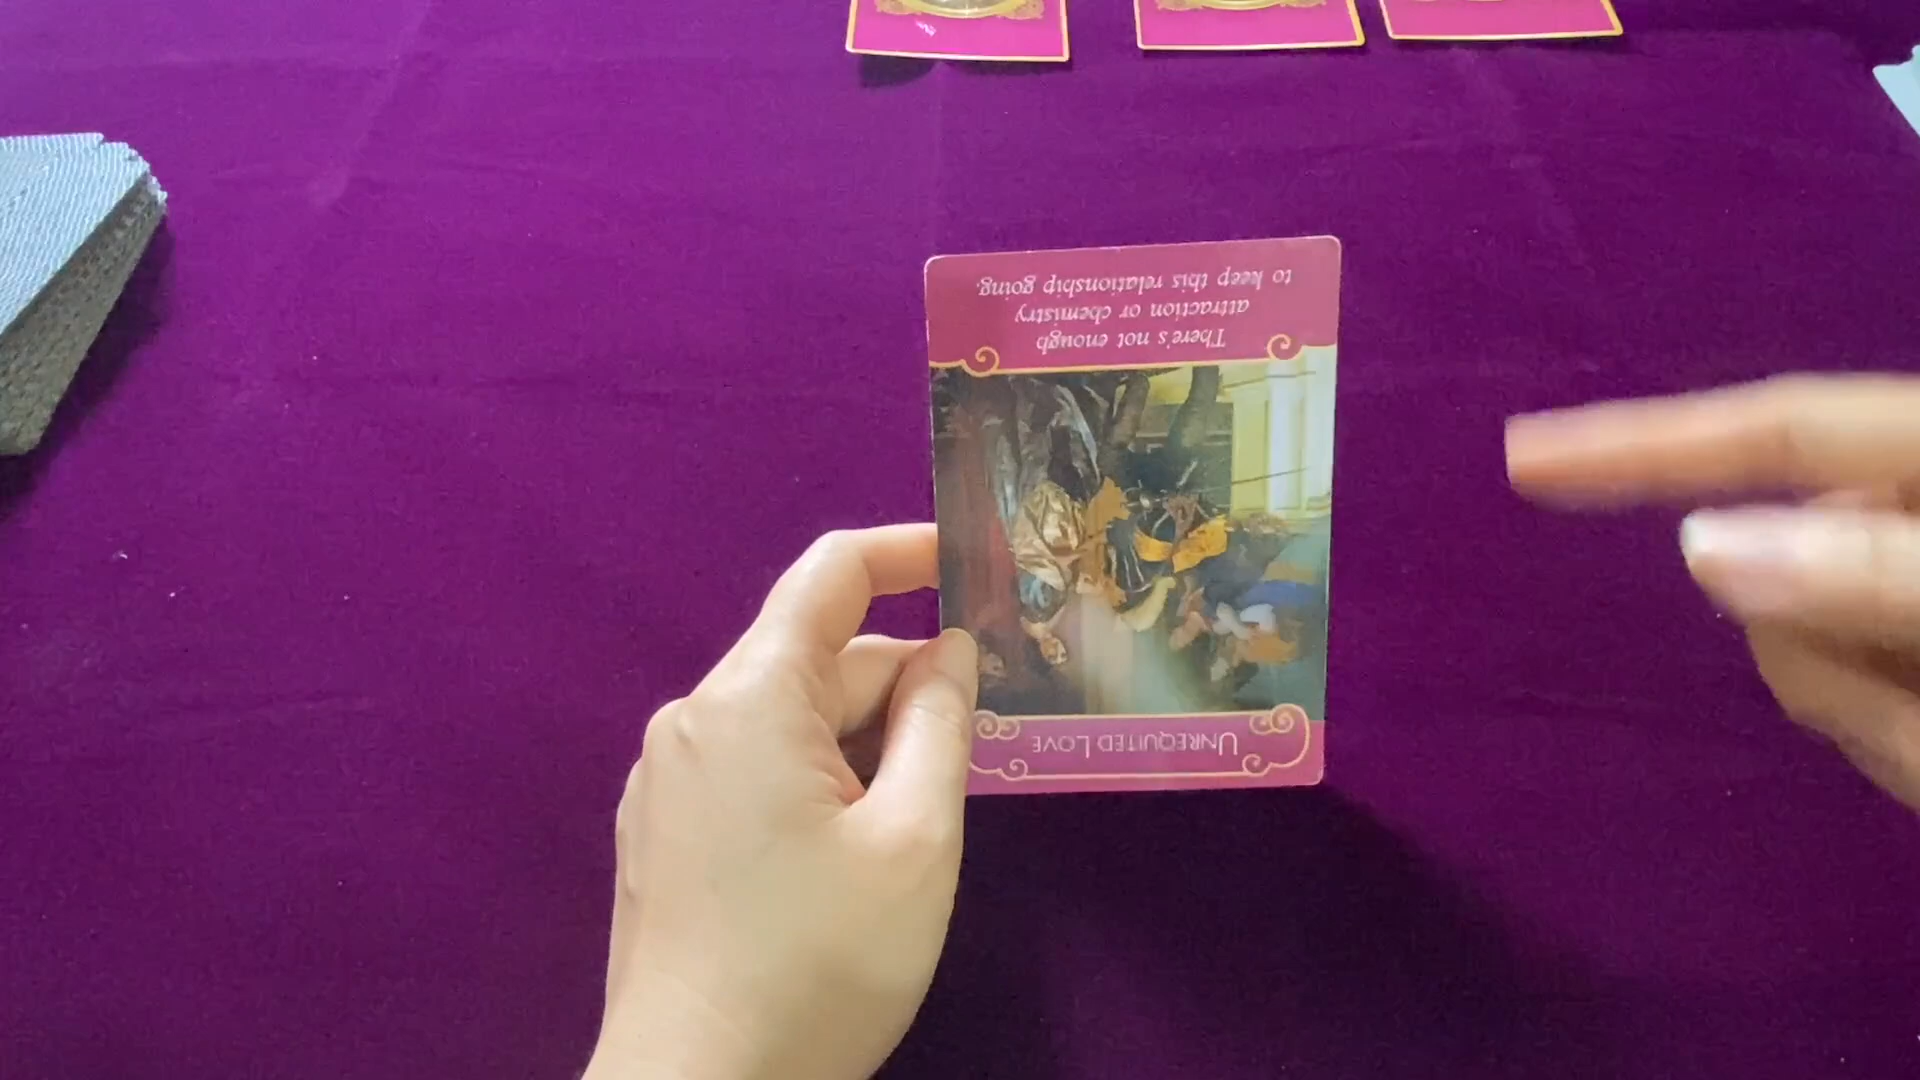 UNREQUITED LOVE
There's not enough
attraction or chemistry
to keep this relationship going.